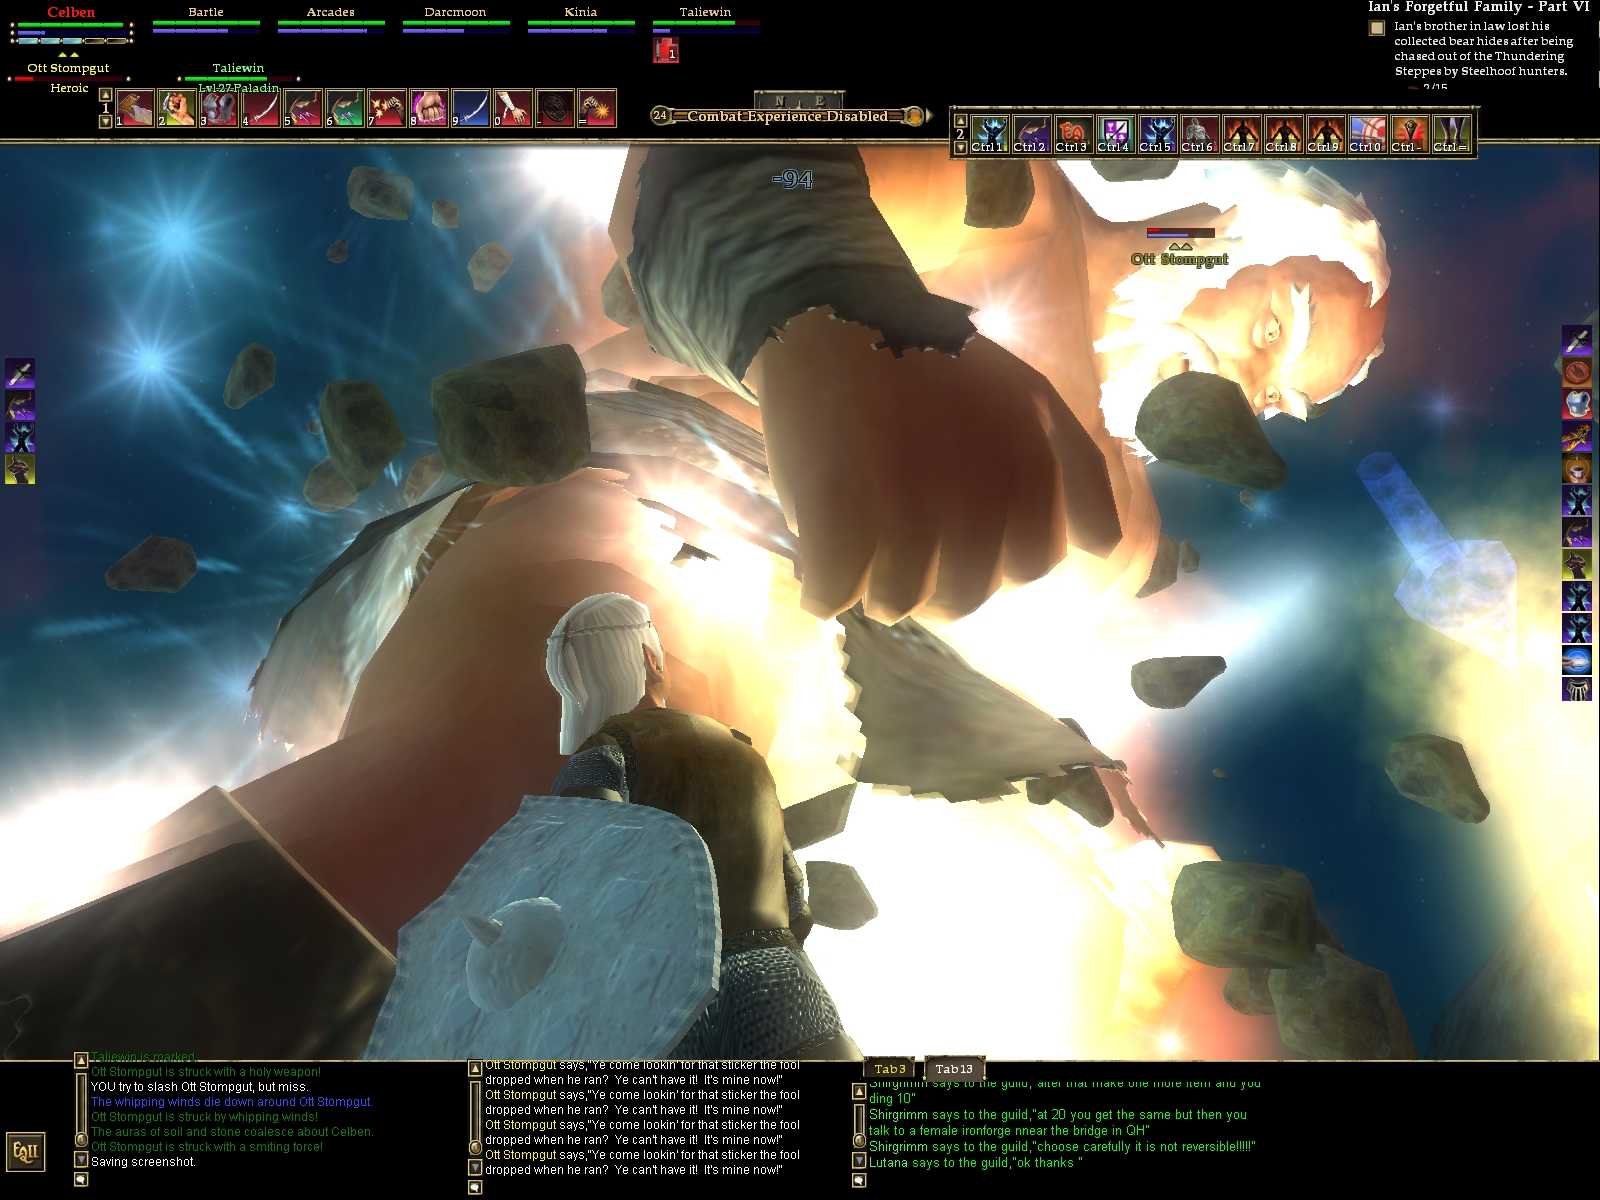 Celben
Bartle
Arcades
Darcmoon
Kinia
Taliewin
1
Ott Stompgut
Heroic
Taliewin
Lvl 27 Paladin
1
1 2 3 4 5 6 7 8 9 0 - =
24
Combat Experience Disabled
N E
2
Ctrl1 Ctrl2 Ctrl3 Ctrl4 Ctrl5 Ctrl6 Ctrl7 Ctrl8 Ctrl9 Ctrl0 Ctrl- Ctrl=
Ian's Forgetful Family - Part VI
Ian's brother in law lost his
collected bear hides after being
chased out of the Thundering
Steppes by Steelhoof hunters.
2/15
-94
Ott Stompgut
Taliewin is marked.
Ott Stompgut is struck with a holy weapon!
YOU try to slash Ott Stompgut, but miss.
The whipping winds die down around Ott Stompgut.
Ott Stompgut is struck by whipping winds!
The auras of soil and stone coalesce about Celben.
Ott Stompgut is struck with a smiting force!
Saving screenshot.
EQII
Ott Stompgut says,"Ye come lookin' for that sticker the fool
dropped when he ran?  Ye can't have it!  It's mine now!"
Ott Stompgut says,"Ye come lookin' for that sticker the fool
dropped when he ran?  Ye can't have it!  It's mine now!"
Ott Stompgut says,"Ye come lookin' for that sticker the fool
dropped when he ran?  Ye can't have it!  It's mine now!"
Ott Stompgut says,"Ye come lookin' for that sticker the fool
dropped when he ran?  Ye can't have it!  It's mine now!"
Tab3
Tab13
Shirgrimm says to the guild,"after that make one more item and you
ding 10"
Shirgrimm says to the guild,"at 20 you get the same but then you
talk to a female ironforge nnear the bridge in QH"
Shirgrimm says to the guild,"choose carefully it is not reversible!!!!!"
Lutana says to the guild,"ok thanks "